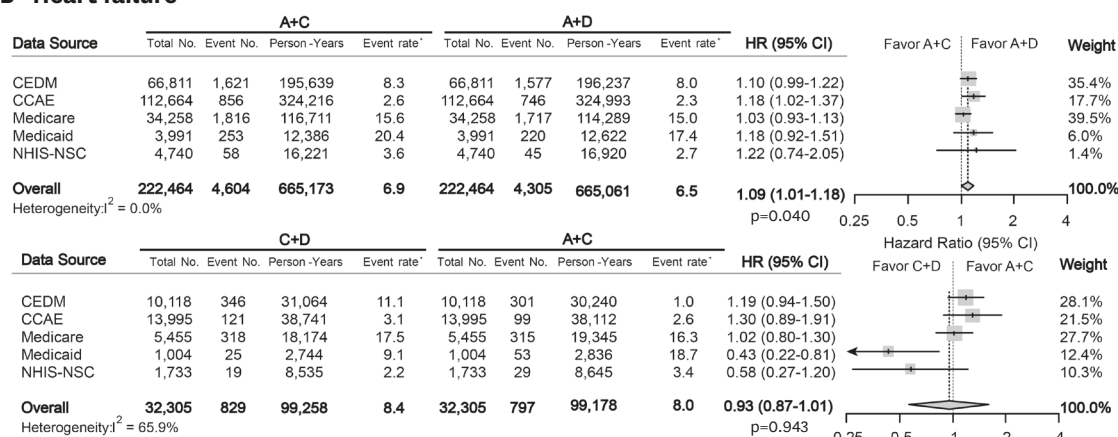 B Heart failure
A+C A+D
Data Source Total No. Event No. Person-Years Event rate* Total No. Event No. Person-Years Event rate* HR (95% CI) Favor A+C Favor A+D Weight
CEDM 66,811 1,621 195,639 8.3 66,811 1,577 196,237 8.0 1.10 (0.99-1.22) 35.4%
CCAE 112,664 856 324,216 2.6 112,664 746 324,993 2.3 1.18 (1.02-1.37) 17.7%
Medicare 34,258 1,816 116,711 15.6 34,258 1,717 114,289 15.0 1.03 (0.93-1.13) 39.5%
Medicaid 3,991 253 12,386 20.4 3,991 220 12,622 17.4 1.18 (0.92-1.51) 6.0%
NHIS-NSC 4,740 58 16,221 3.6 4,740 45 16,920 2.7 1.22 (0.74-2.05) 1.4%
Overall 222,464 4,604 665,173 6.9 222,464 4,305 665,061 6.5 1.09 (1.01-1.18) 100.0%
Heterogeneity:I² = 0.0% p=0.040
0.25 0.5 1 2 4
Hazard Ratio (95% CI)
C+D A+C
Data Source Total No. Event No. Person-Years Event rate* Total No. Event No. Person-Years Event rate* HR (95% CI) Favor C+D Favor A+C Weight
CEDM 10,118 346 31,064 11.1 10,118 301 30,240 1.0 1.19 (0.94-1.50) 28.1%
CCAE 13,995 121 38,741 3.1 13,995 99 38,112 2.6 1.30 (0.89-1.91) 21.5%
Medicare 5,455 318 18,174 17.5 5,455 315 19,345 16.3 1.02 (0.80-1.30) 27.7%
Medicaid 1,004 25 2,744 9.1 1,004 53 2,836 18.7 0.43 (0.22-0.81) 12.4%
NHIS-NSC 1,733 19 8,535 2.2 1,733 29 8,645 3.4 0.58 (0.27-1.20) 10.3%
Overall 32,305 829 99,258 8.4 32,305 797 99,178 8.0 0.93 (0.87-1.01) 100.0%
Heterogeneity:I² = 65.9% p=0.943
0.25 0.5 1 2 4